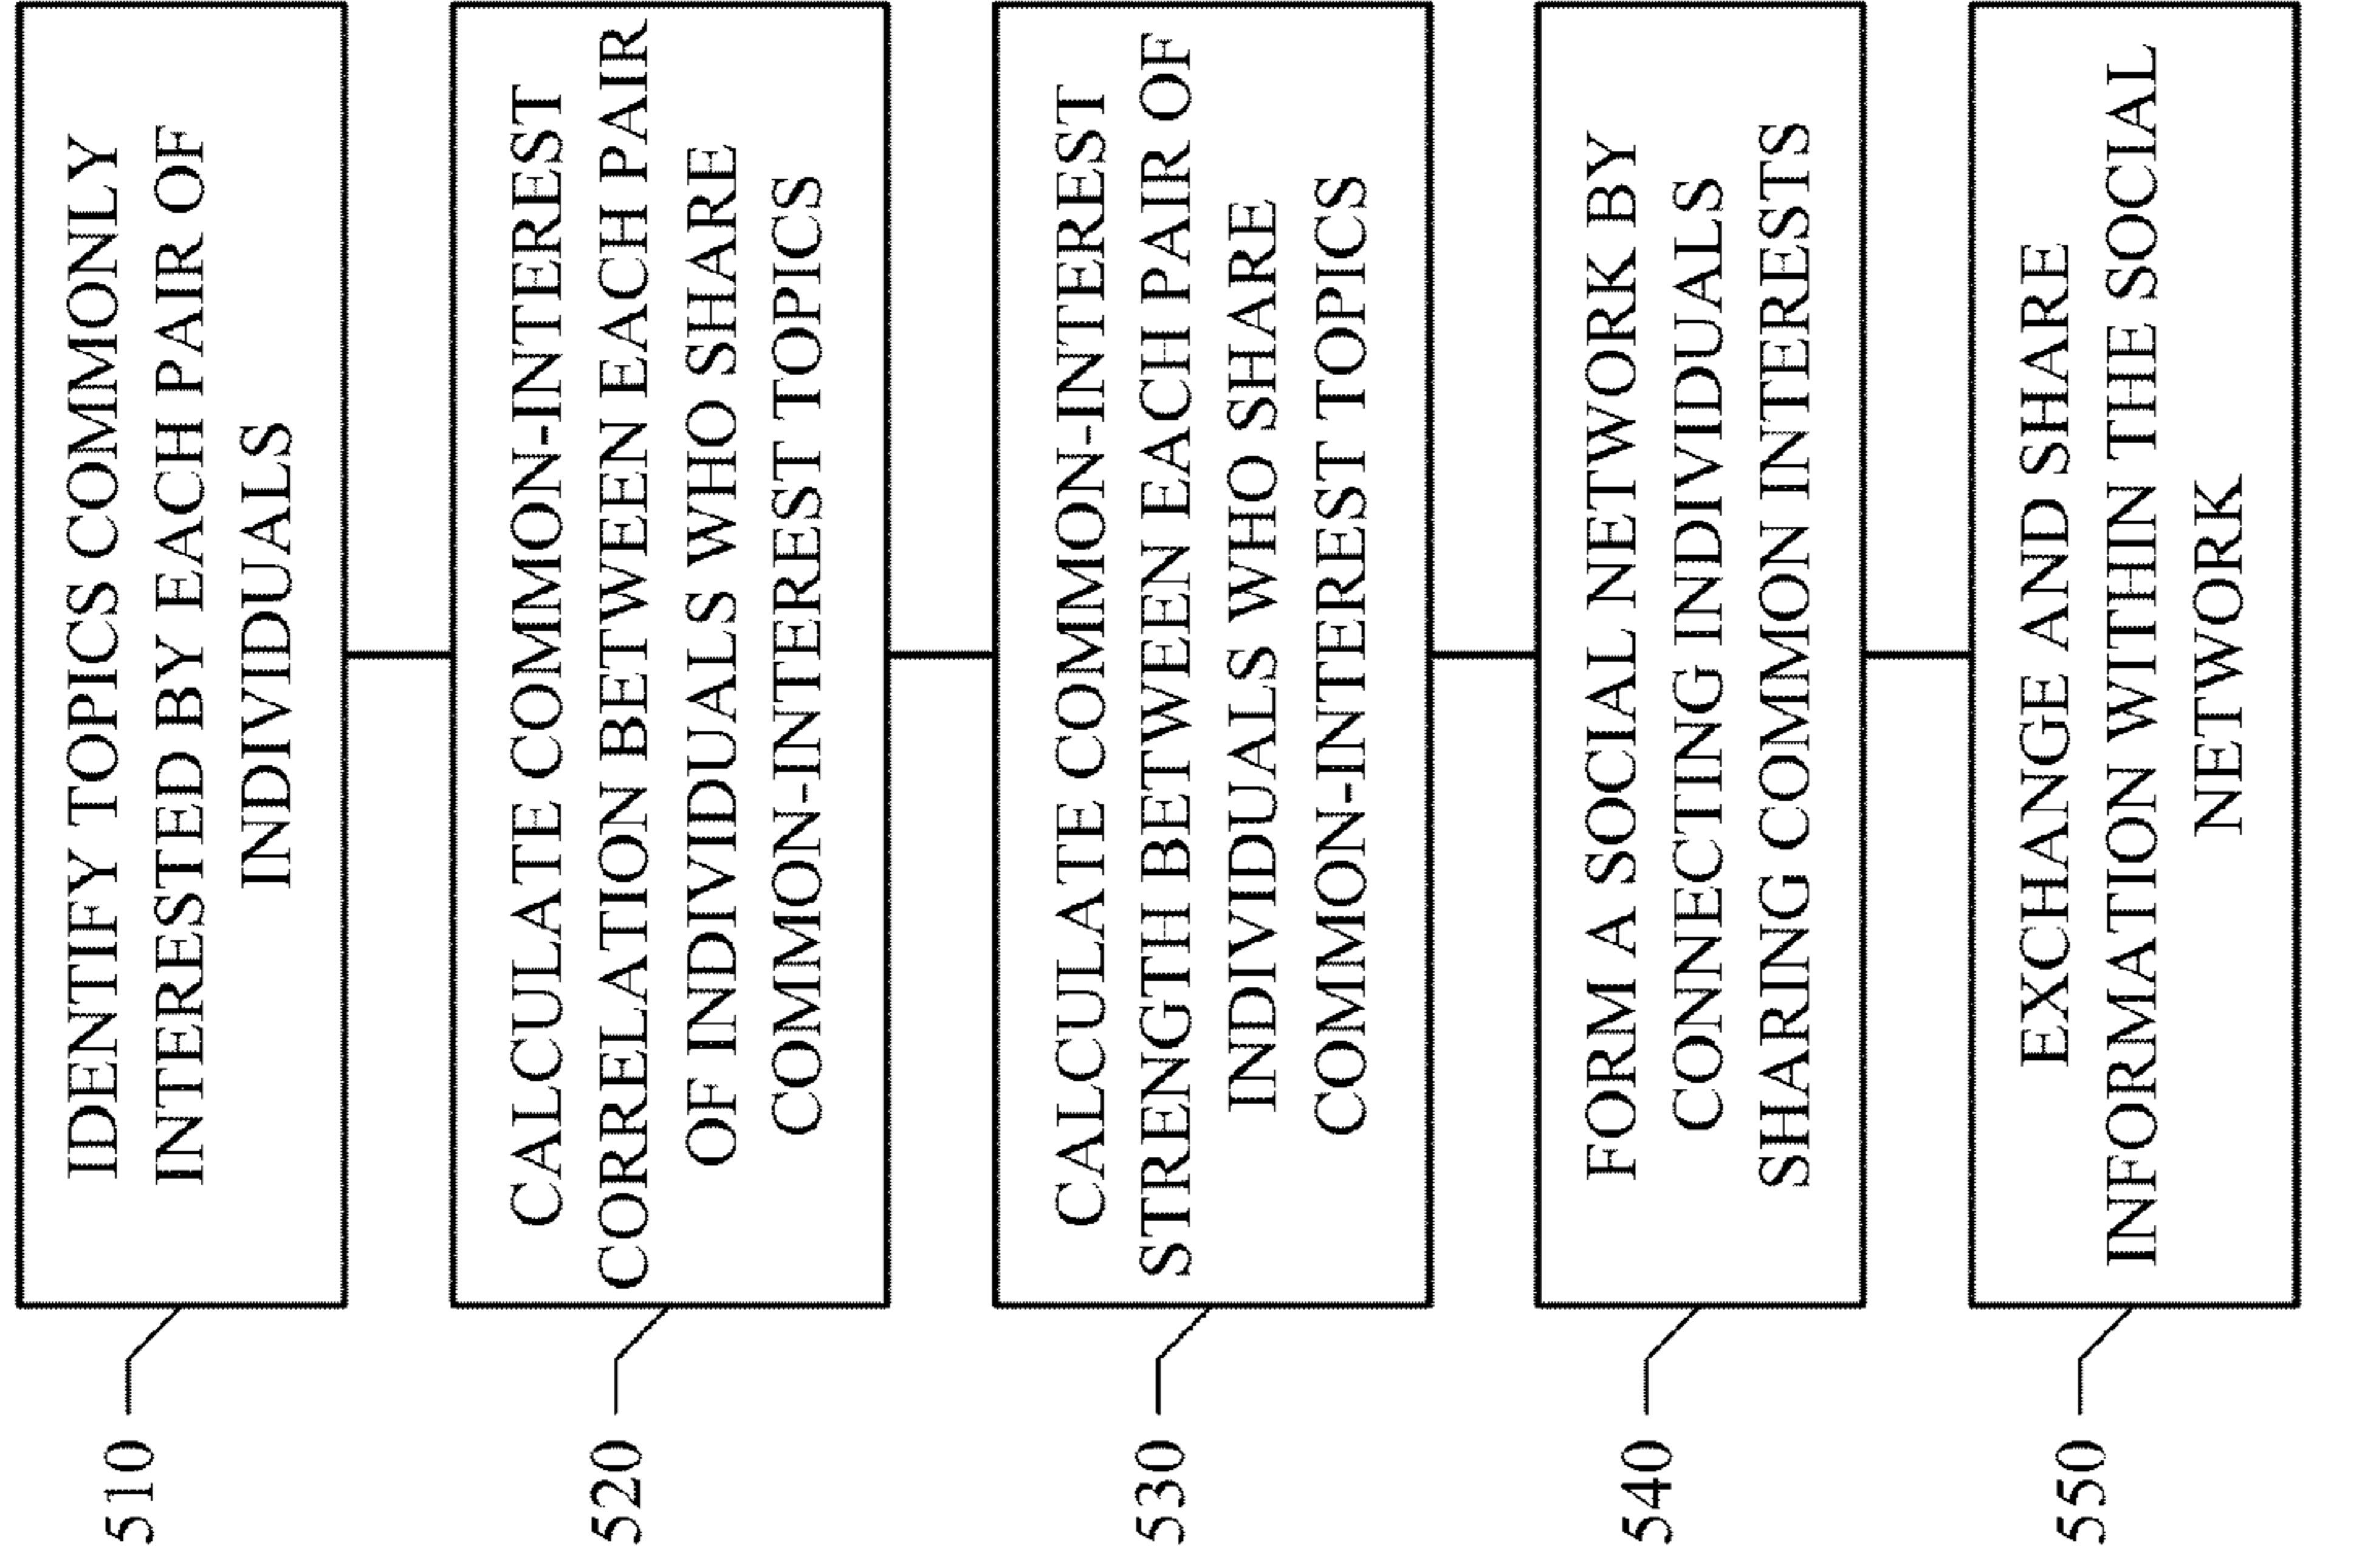 510
IDENTIFY TOPICS COMMONLY
INTERESTED BY EACH PAIR OF
INDIVIDUALS
520
CALCULATE COMMON-INTEREST
CORRELATION BETWEEN EACH PAIR
OF INDIVIDUALS WHO SHARE
COMMON-INTEREST TOPICS
530
CALCULATE COMMON-INTEREST
STRENGTH BETWEEN EACH PAIR OF
INDIVIDUALS WHO SHARE
COMMON-INTEREST TOPICS
540
FORM A SOCIAL NETWORK BY
CONNECTING INDIVIDUALS
SHARING COMMON INTERESTS
550
EXCHANGE AND SHARE
INFORMATION WITHIN THE SOCIAL
NETWORK